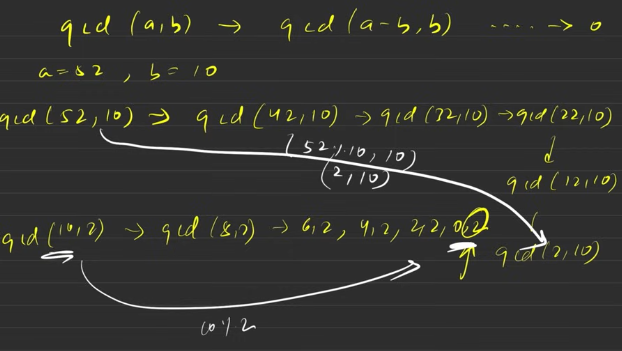 gcd (a,b) → gcd (a-b, b) ..... → 0
a=52 , b= 10
gcd (52,10) → gcd (42,10) → gcd (32,10) → gcd (22,10)
(52%10, 10)
(2,10)
gcd (12,10)
gcd (10,2) → gcd (8,2) → 6,2, 4,2, 2,2, 0,2
gcd (2,10)
10%2